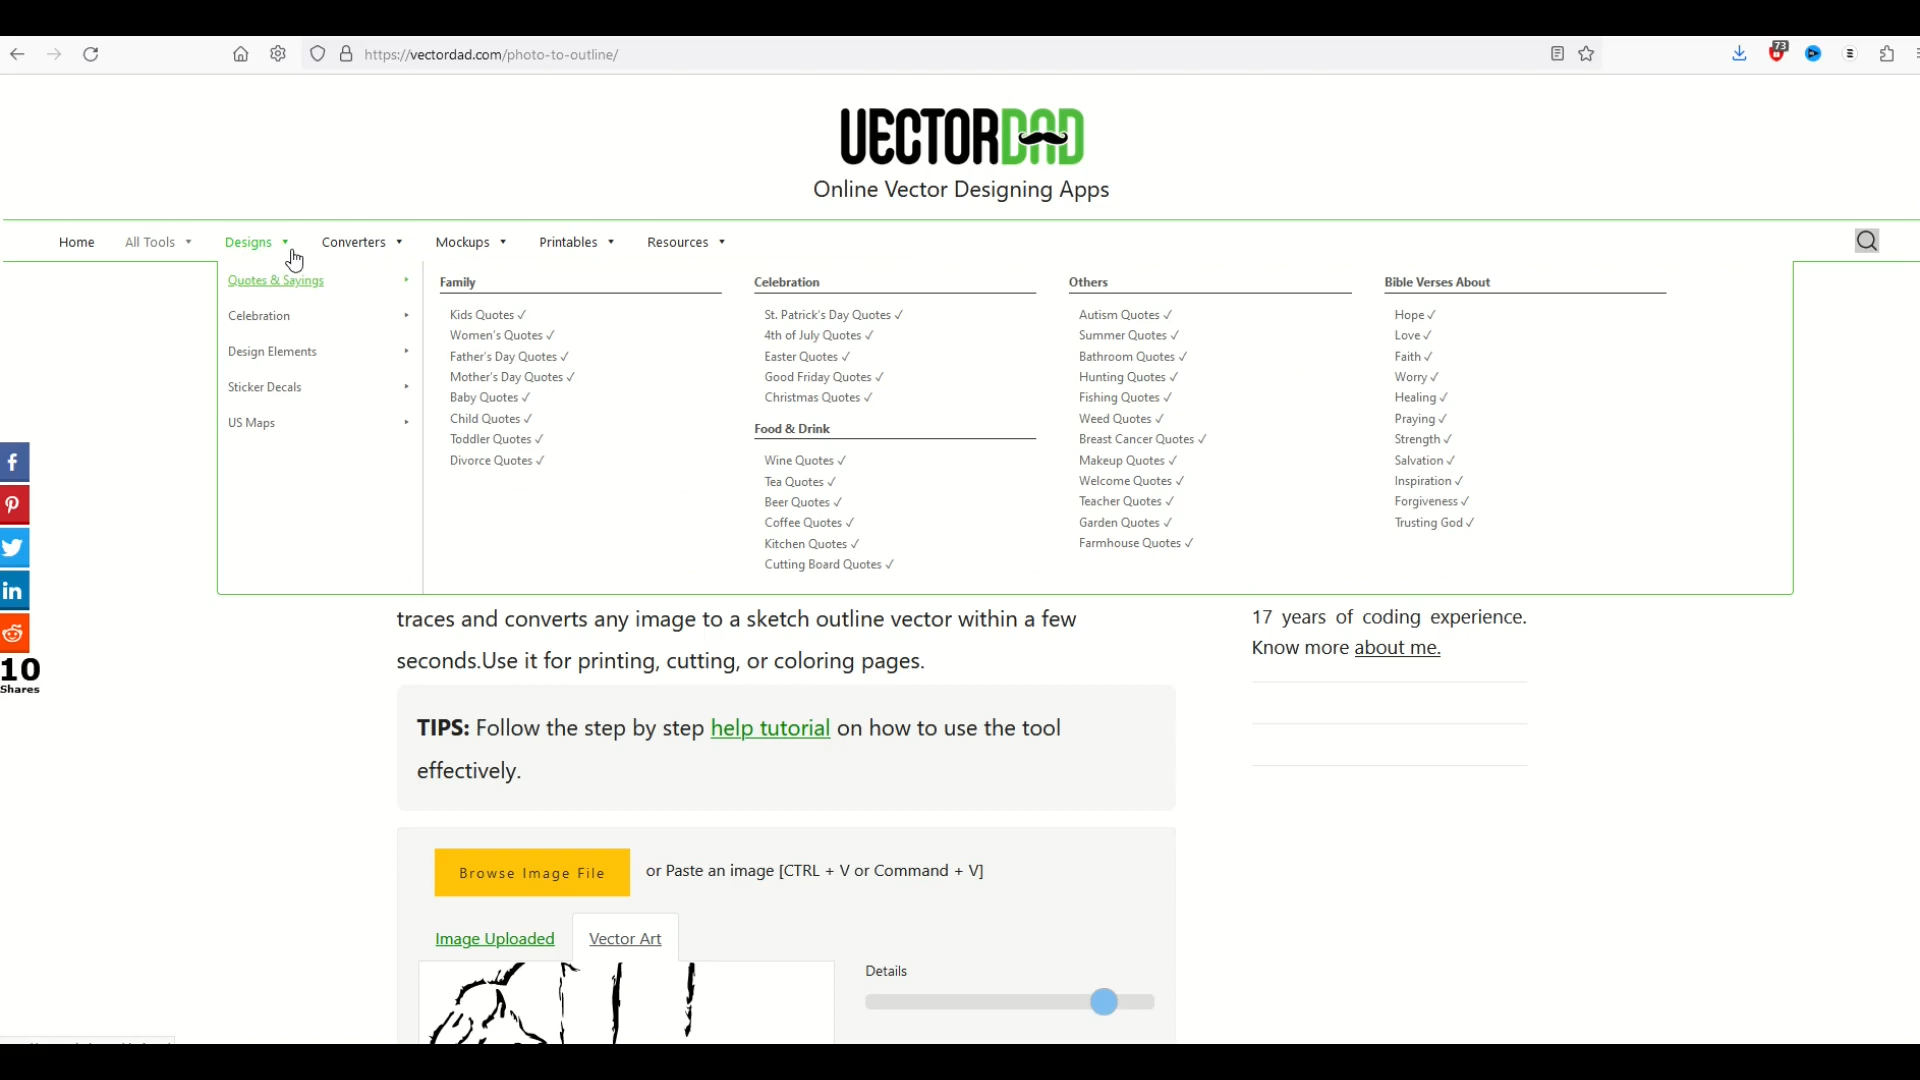 73
https://vectordad.com/photo-to-outline/
VECTORDAD
Online Vector Designing Apps
Home All Tools Designs Converters Mockups Printables Resources
Quotes & Sayings
Celebration
Design Elements
Sticker Decals
US Maps
Family
Kids Quotes ✓
Women's Quotes ✓
Father's Day Quotes ✓
Mother's Day Quotes ✓
Baby Quotes ✓
Child Quotes ✓
Toddler Quotes ✓
Divorce Quotes ✓
Celebration
St. Patrick's Day Quotes ✓
4th of July Quotes ✓
Easter Quotes ✓
Good Friday Quotes ✓
Christmas Quotes ✓
Food & Drink
Wine Quotes ✓
Tea Quotes ✓
Beer Quotes ✓
Coffee Quotes ✓
Kitchen Quotes ✓
Cutting Board Quotes ✓
Others
Autism Quotes ✓
Summer Quotes ✓
Bathroom Quotes ✓
Hunting Quotes ✓
Fishing Quotes ✓
Weed Quotes ✓
Breast Cancer Quotes ✓
Makeup Quotes ✓
Welcome Quotes ✓
Teacher Quotes ✓
Garden Quotes ✓
Farmhouse Quotes ✓
Bible Verses About
Hope ✓
Love ✓
Faith ✓
Worry ✓
Healing ✓
Praying ✓
Strength ✓
Salvation ✓
Inspiration ✓
Forgiveness ✓
Trusting God ✓
10
Shares
traces and converts any image to a sketch outline vector within a few
seconds.Use it for printing, cutting, or coloring pages.
TIPS: Follow the step by step help tutorial on how to use the tool
effectively.
Browse Image File or Paste an image [CTRL + V or Command + V]
Image Uploaded Vector Art
Details
17 years of coding experience.
Know more about me.